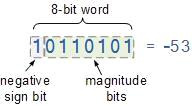 8-bit word
10110101 = -53
negative magnitude
sign bit bits